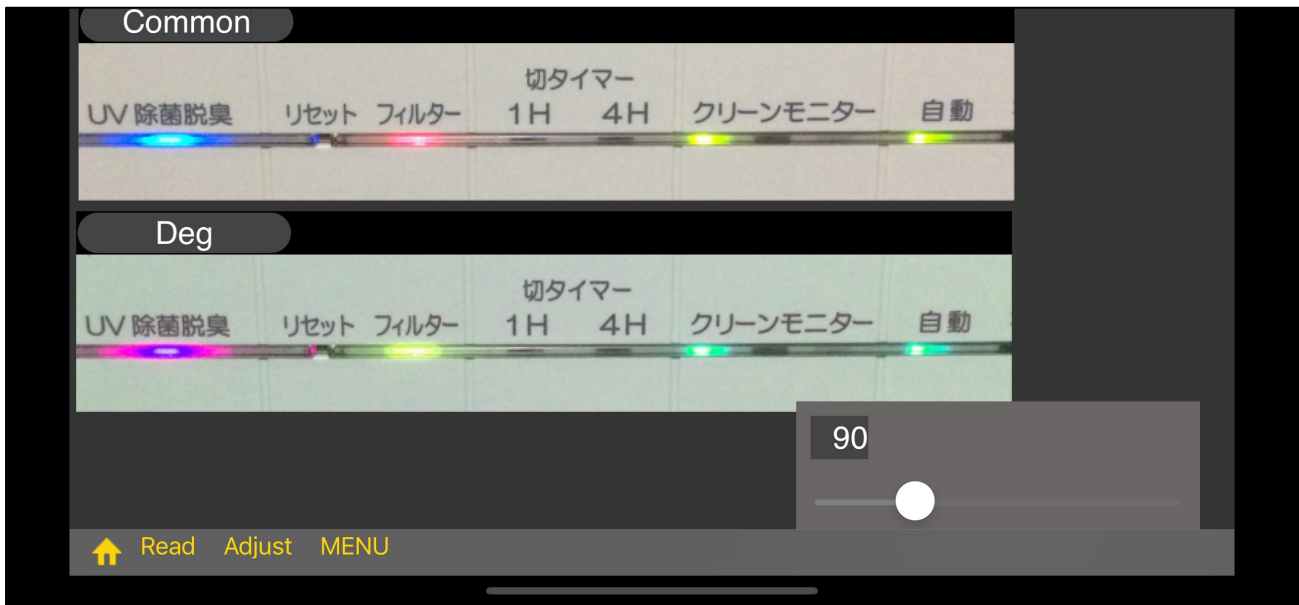 Common
切タイマー
UV 除菌脱臭 リセット フィルター 1H 4H クリーンモニター 自動
Deg
切タイマー
UV 除菌脱臭 リセット フィルター 1H 4H クリーンモニター 自動
90
Read Adjust MENU